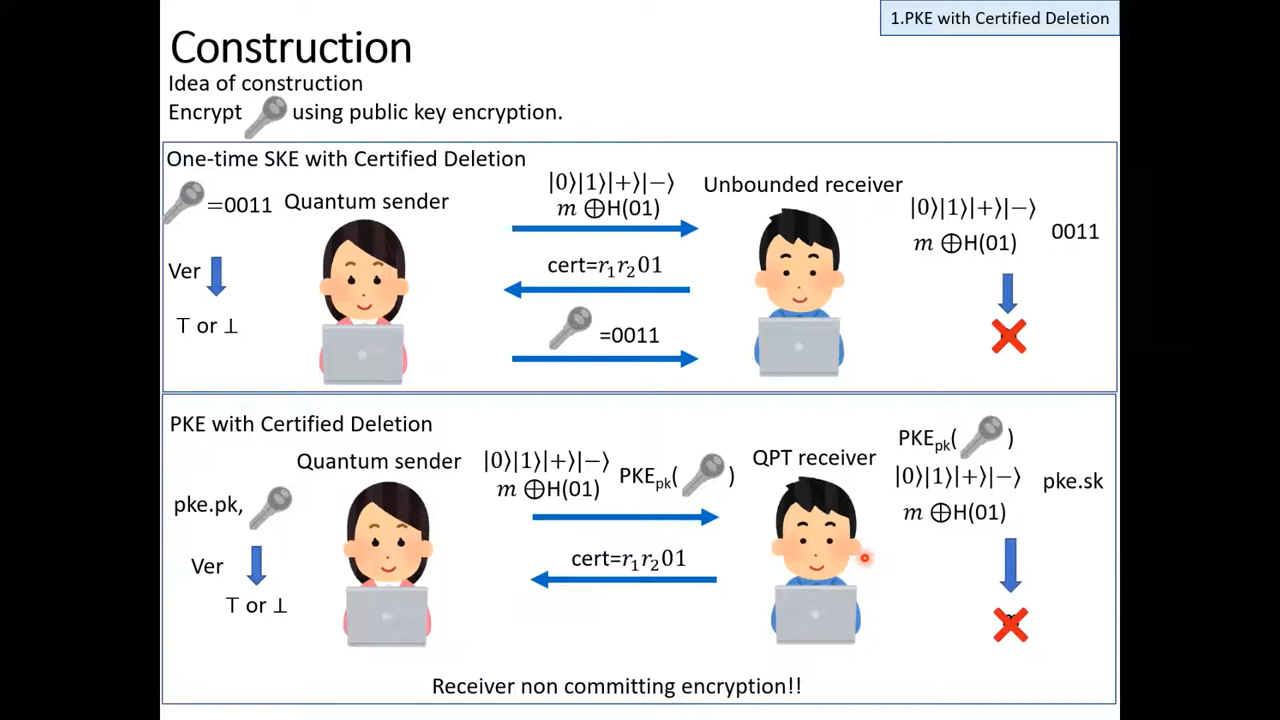 1.PKE with Certified Deletion
Construction
Idea of construction
Encrypt using public key encryption.
One-time SKE with Certified Deletion
=0011
Quantum sender
Ver
⊤ or ⊥
|0⟩|1⟩|+⟩|−⟩
m ⊕H(01)
cert=r₁r₂01
=0011
Unbounded receiver
|0⟩|1⟩|+⟩|−⟩
m ⊕H(01)
0011
PKE with Certified Deletion
Quantum sender
pke.pk,
Ver
⊤ or ⊥
|0⟩|1⟩|+⟩|−⟩
m ⊕H(01)
PKEpk( )
cert=r₁r₂01
QPT receiver
PKEpk( )
|0⟩|1⟩|+⟩|−⟩
m ⊕H(01)
pke.sk
Receiver non committing encryption!!